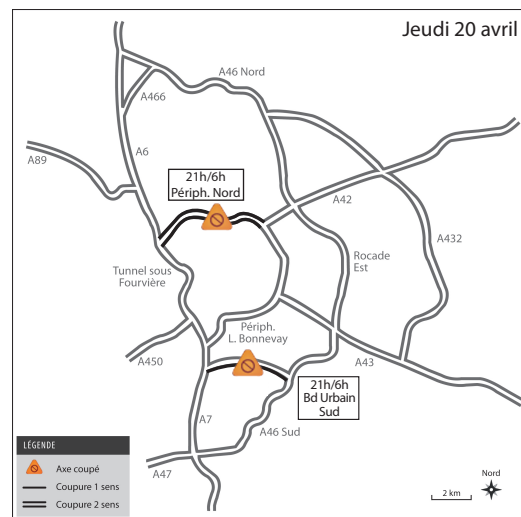 Jeudi 20 avril
A46 Nord
A466
A6
A89
21h/6h
Périph. Nord
A42
A432
Tunnel sous
Fourvière
Rocade
Est
Périph.
L. Bonnevay
A450
A43
21h/6h
Bd Urbain
Sud
A7
A46 Sud
A47
LÉGENDE
Axe coupé
Coupure 1 sens
Coupure 2 sens
2 km
Nord